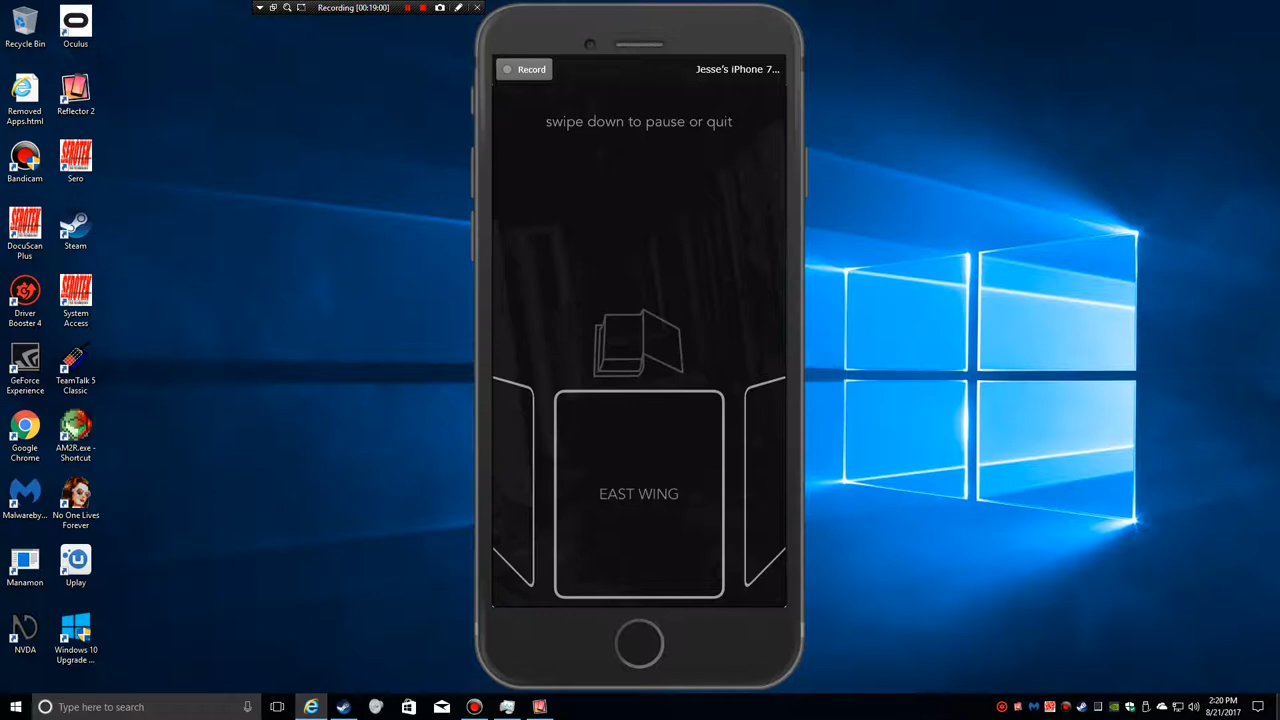 Recording [00:19:00]
Recycle Bin
Oculus
Record
Jesse's iPhone 7...
swipe down to pause or quit
Removed Apps.html
Reflector 2
Bandicam
SEROTEK
Sero
SEROTEK
DocuScan Plus
Steam
SEROTEK
Driver Booster 4
System Access
GeForce Experience
TeamTalk 5 Classic
Google Chrome
AM2R.exe - Shortcut
EAST WING
Malwareby...
No One Lives Forever
Manamon
Uplay
NVDA
Windows 10 Upgrade ...
Type here to search
2:20 PM
8/21/2017